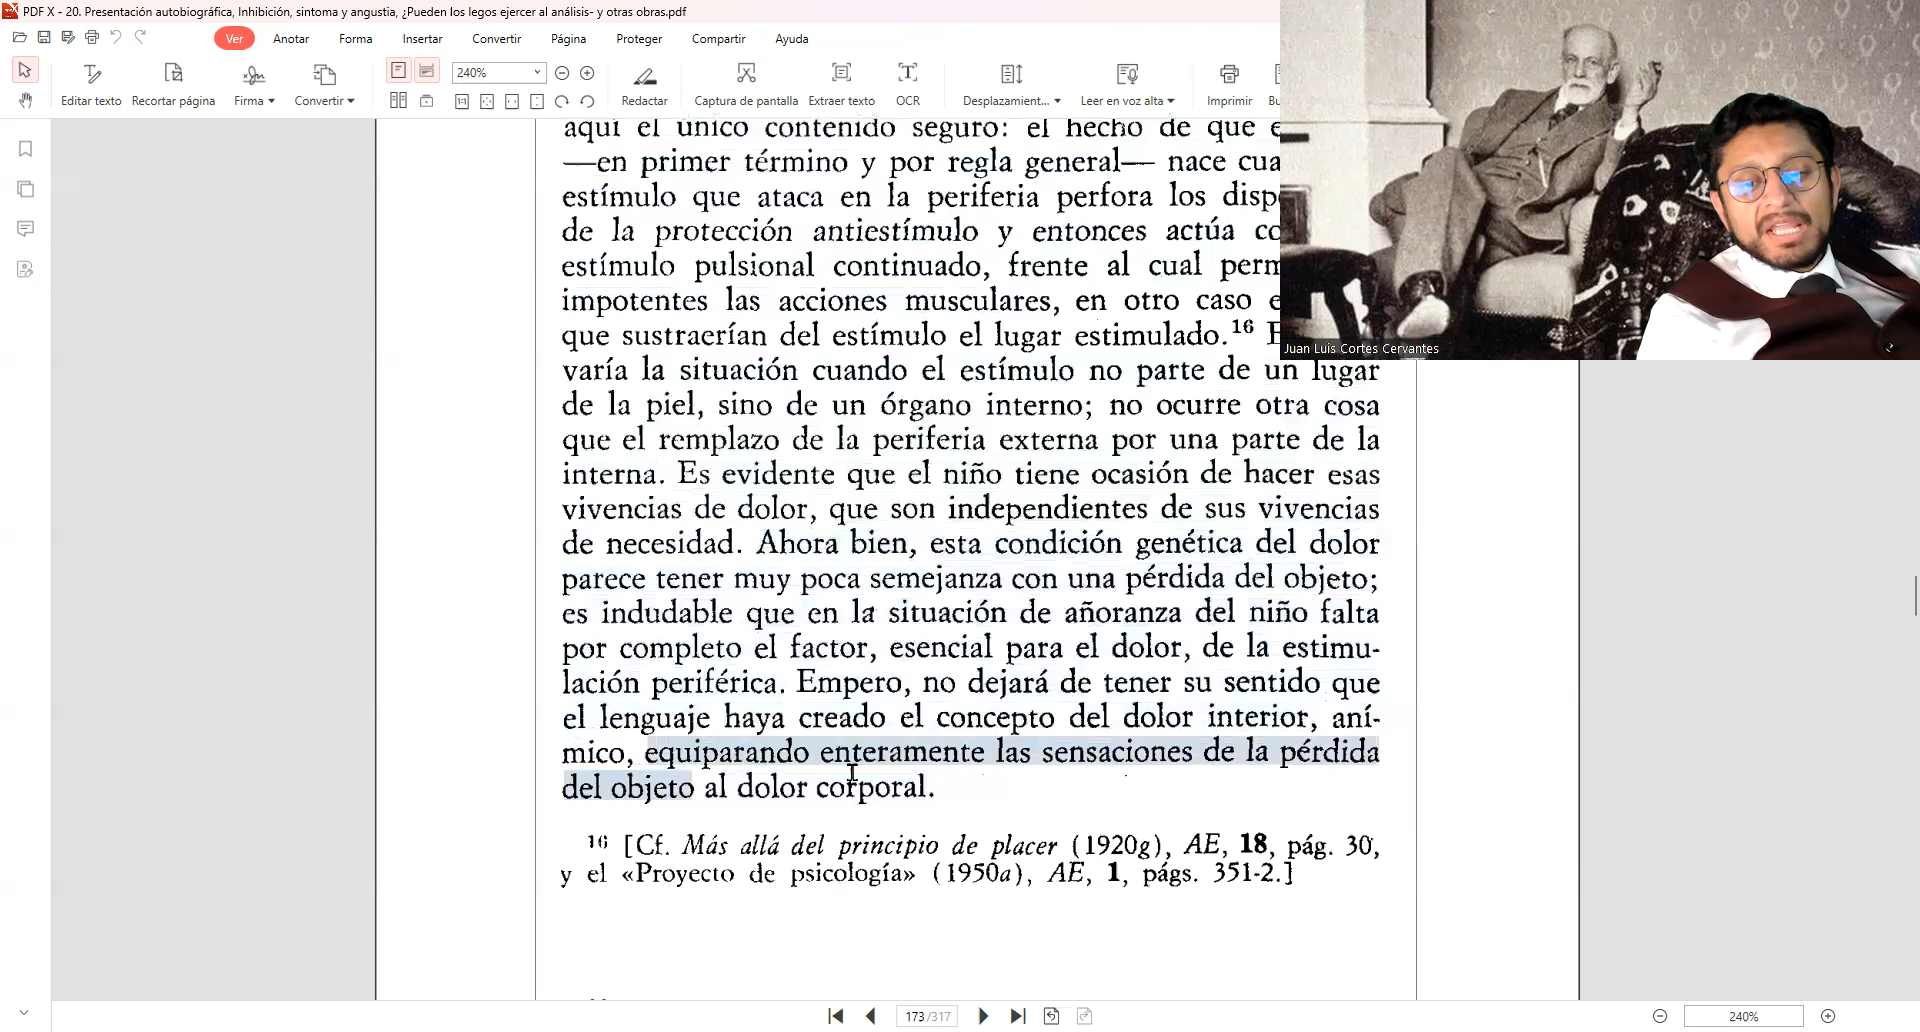 PDF X - 20. Presentación autobiográfica, Inhibición, sintoma y angustia, ¿Pueden los legos ejercer al análisis- y otras obras.pdf
Ver Anotar Forma Insertar Convertir Página Proteger Compartir Ayuda
240%
Editar texto Recortar página Firma Convertir Redactar Captura de pantalla Extraer texto OCR Desplazamient... Leer en voz alta Imprimir
aquí el único contenido seguro: el hecho de que
—en primer término y por regla general— nace
estímulo que ataca en la periferia perfora los
de la protección antiestímulo y entonces actúa
estímulo pulsional continuado, frente al cual
impotentes las acciones musculares, en otro caso
que sustraerían del estímulo el lugar estimulado.16
varía la situación cuando el estímulo no parte de un lugar
de la piel, sino de un órgano interno; no ocurre otra cosa
que el remplazo de la periferia externa por una parte de la
interna. Es evidente que el niño tiene ocasión de hacer esas
vivencias de dolor, que son independientes de sus vivencias
de necesidad. Ahora bien, esta condición genética del dolor
parece tener muy poca semejanza con una pérdida del objeto;
es indudable que en la situación de añoranza del niño falta
por completo el factor, esencial para el dolor, de la estimu-
lación periférica. Empero, no dejará de tener su sentido que
el lenguaje haya creado el concepto del dolor interior, aní-
mico, equiparando enteramente las sensaciones de la pérdida
del objeto al dolor corporal.
16 [Cf. Más allá del principio de placer (1920g), AE, 18, pág. 30,
y el «Proyecto de psicología» (1950a), AE, 1, págs. 351-2.]
Juan Luis Cortes Cervantes
173/317
240%